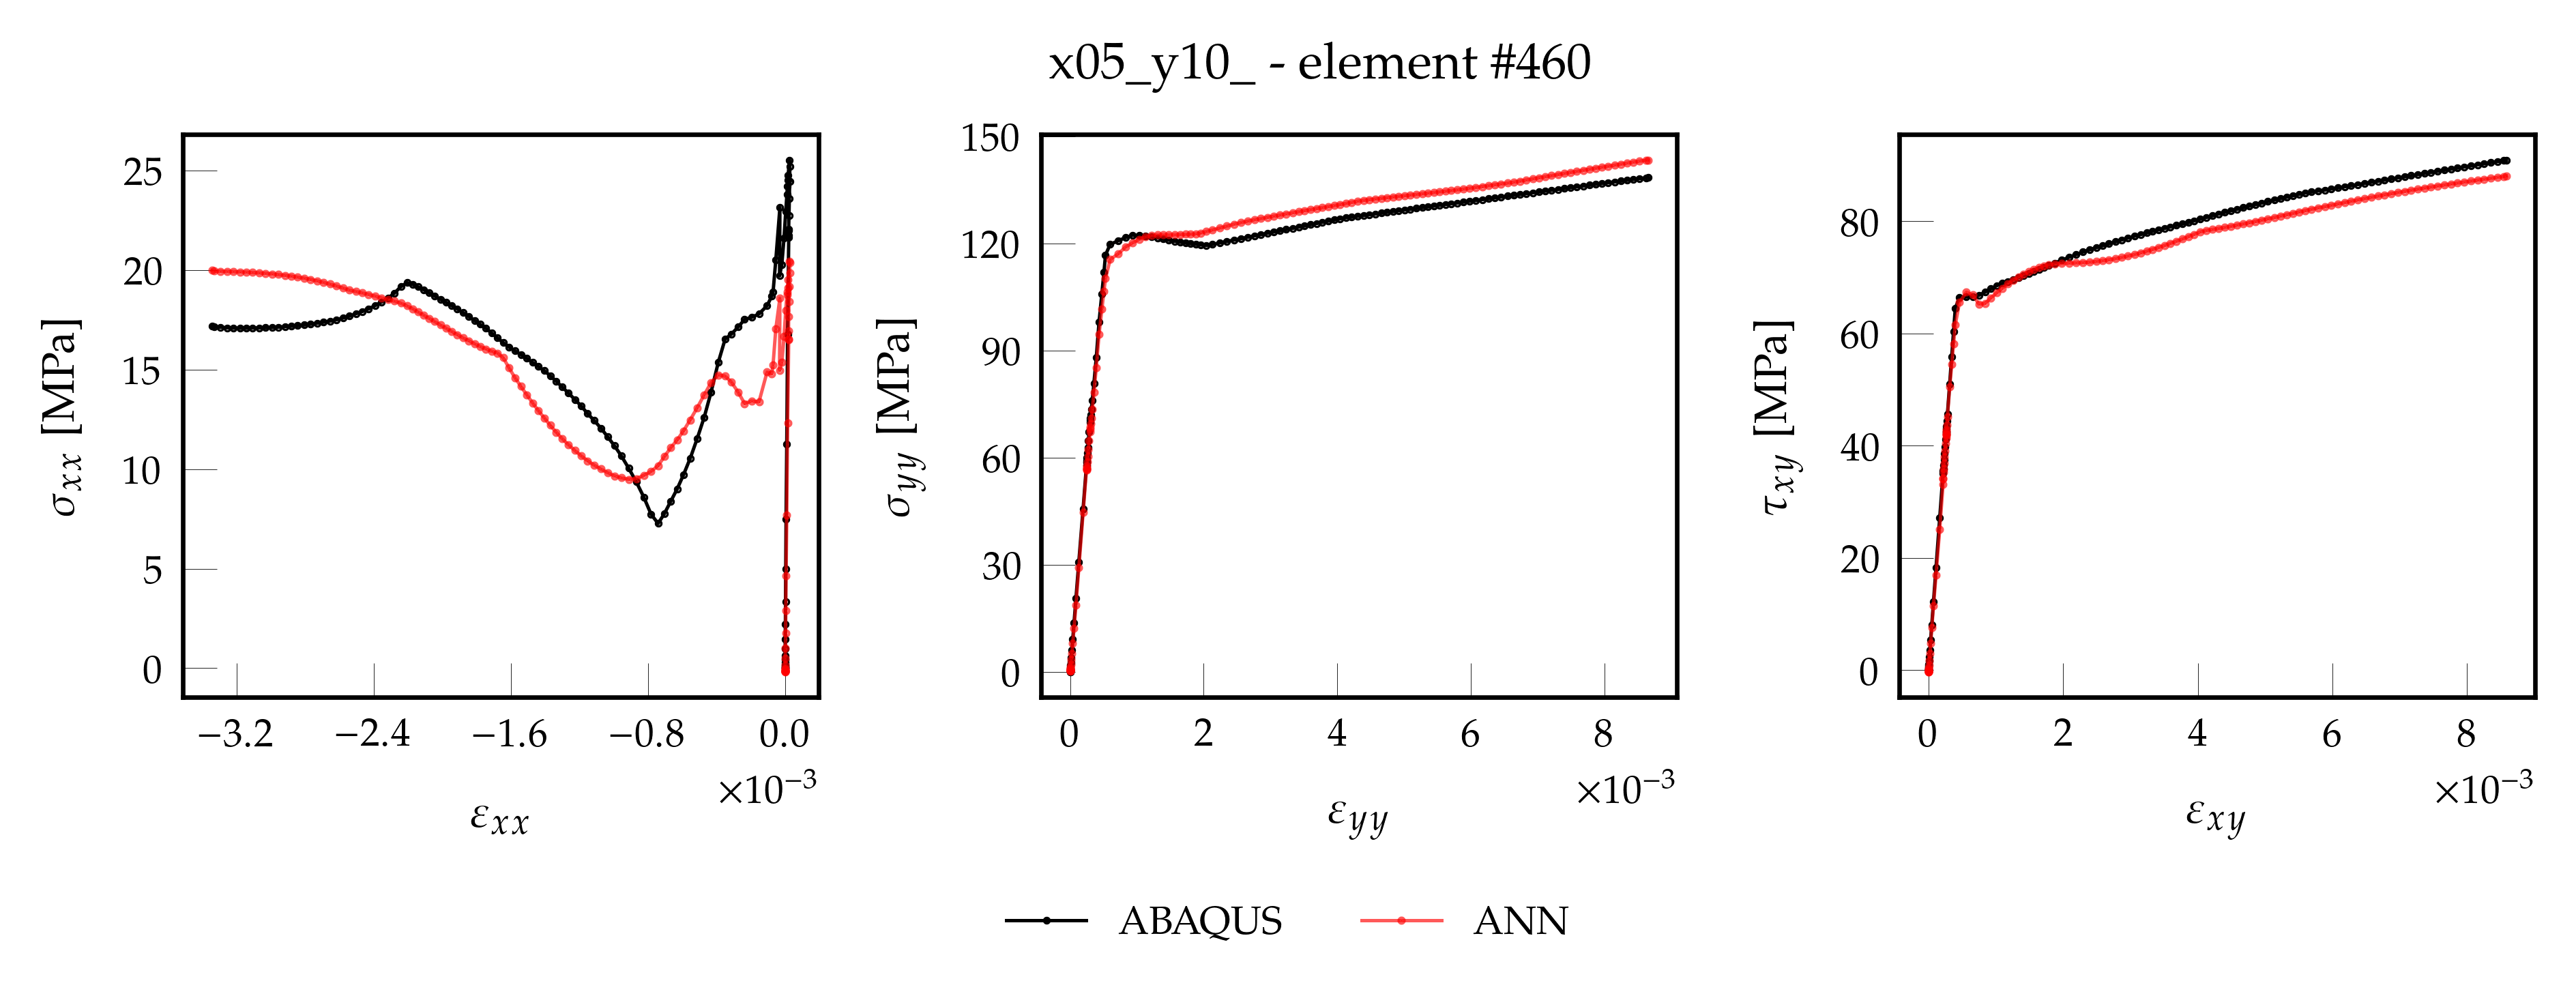 x05_y10_ - element #460
25
20
15
10
5
0
σxx [MPa]
−3.2 −2.4 −1.6 −0.8 0.0
×10−3
εxx
150
120
90
60
30
0
σyy [MPa]
0 2 4 6 8
×10−3
εyy
80
60
40
20
0
τxy [MPa]
0 2 4 6 8
×10−3
εxy
ABAQUS ANN